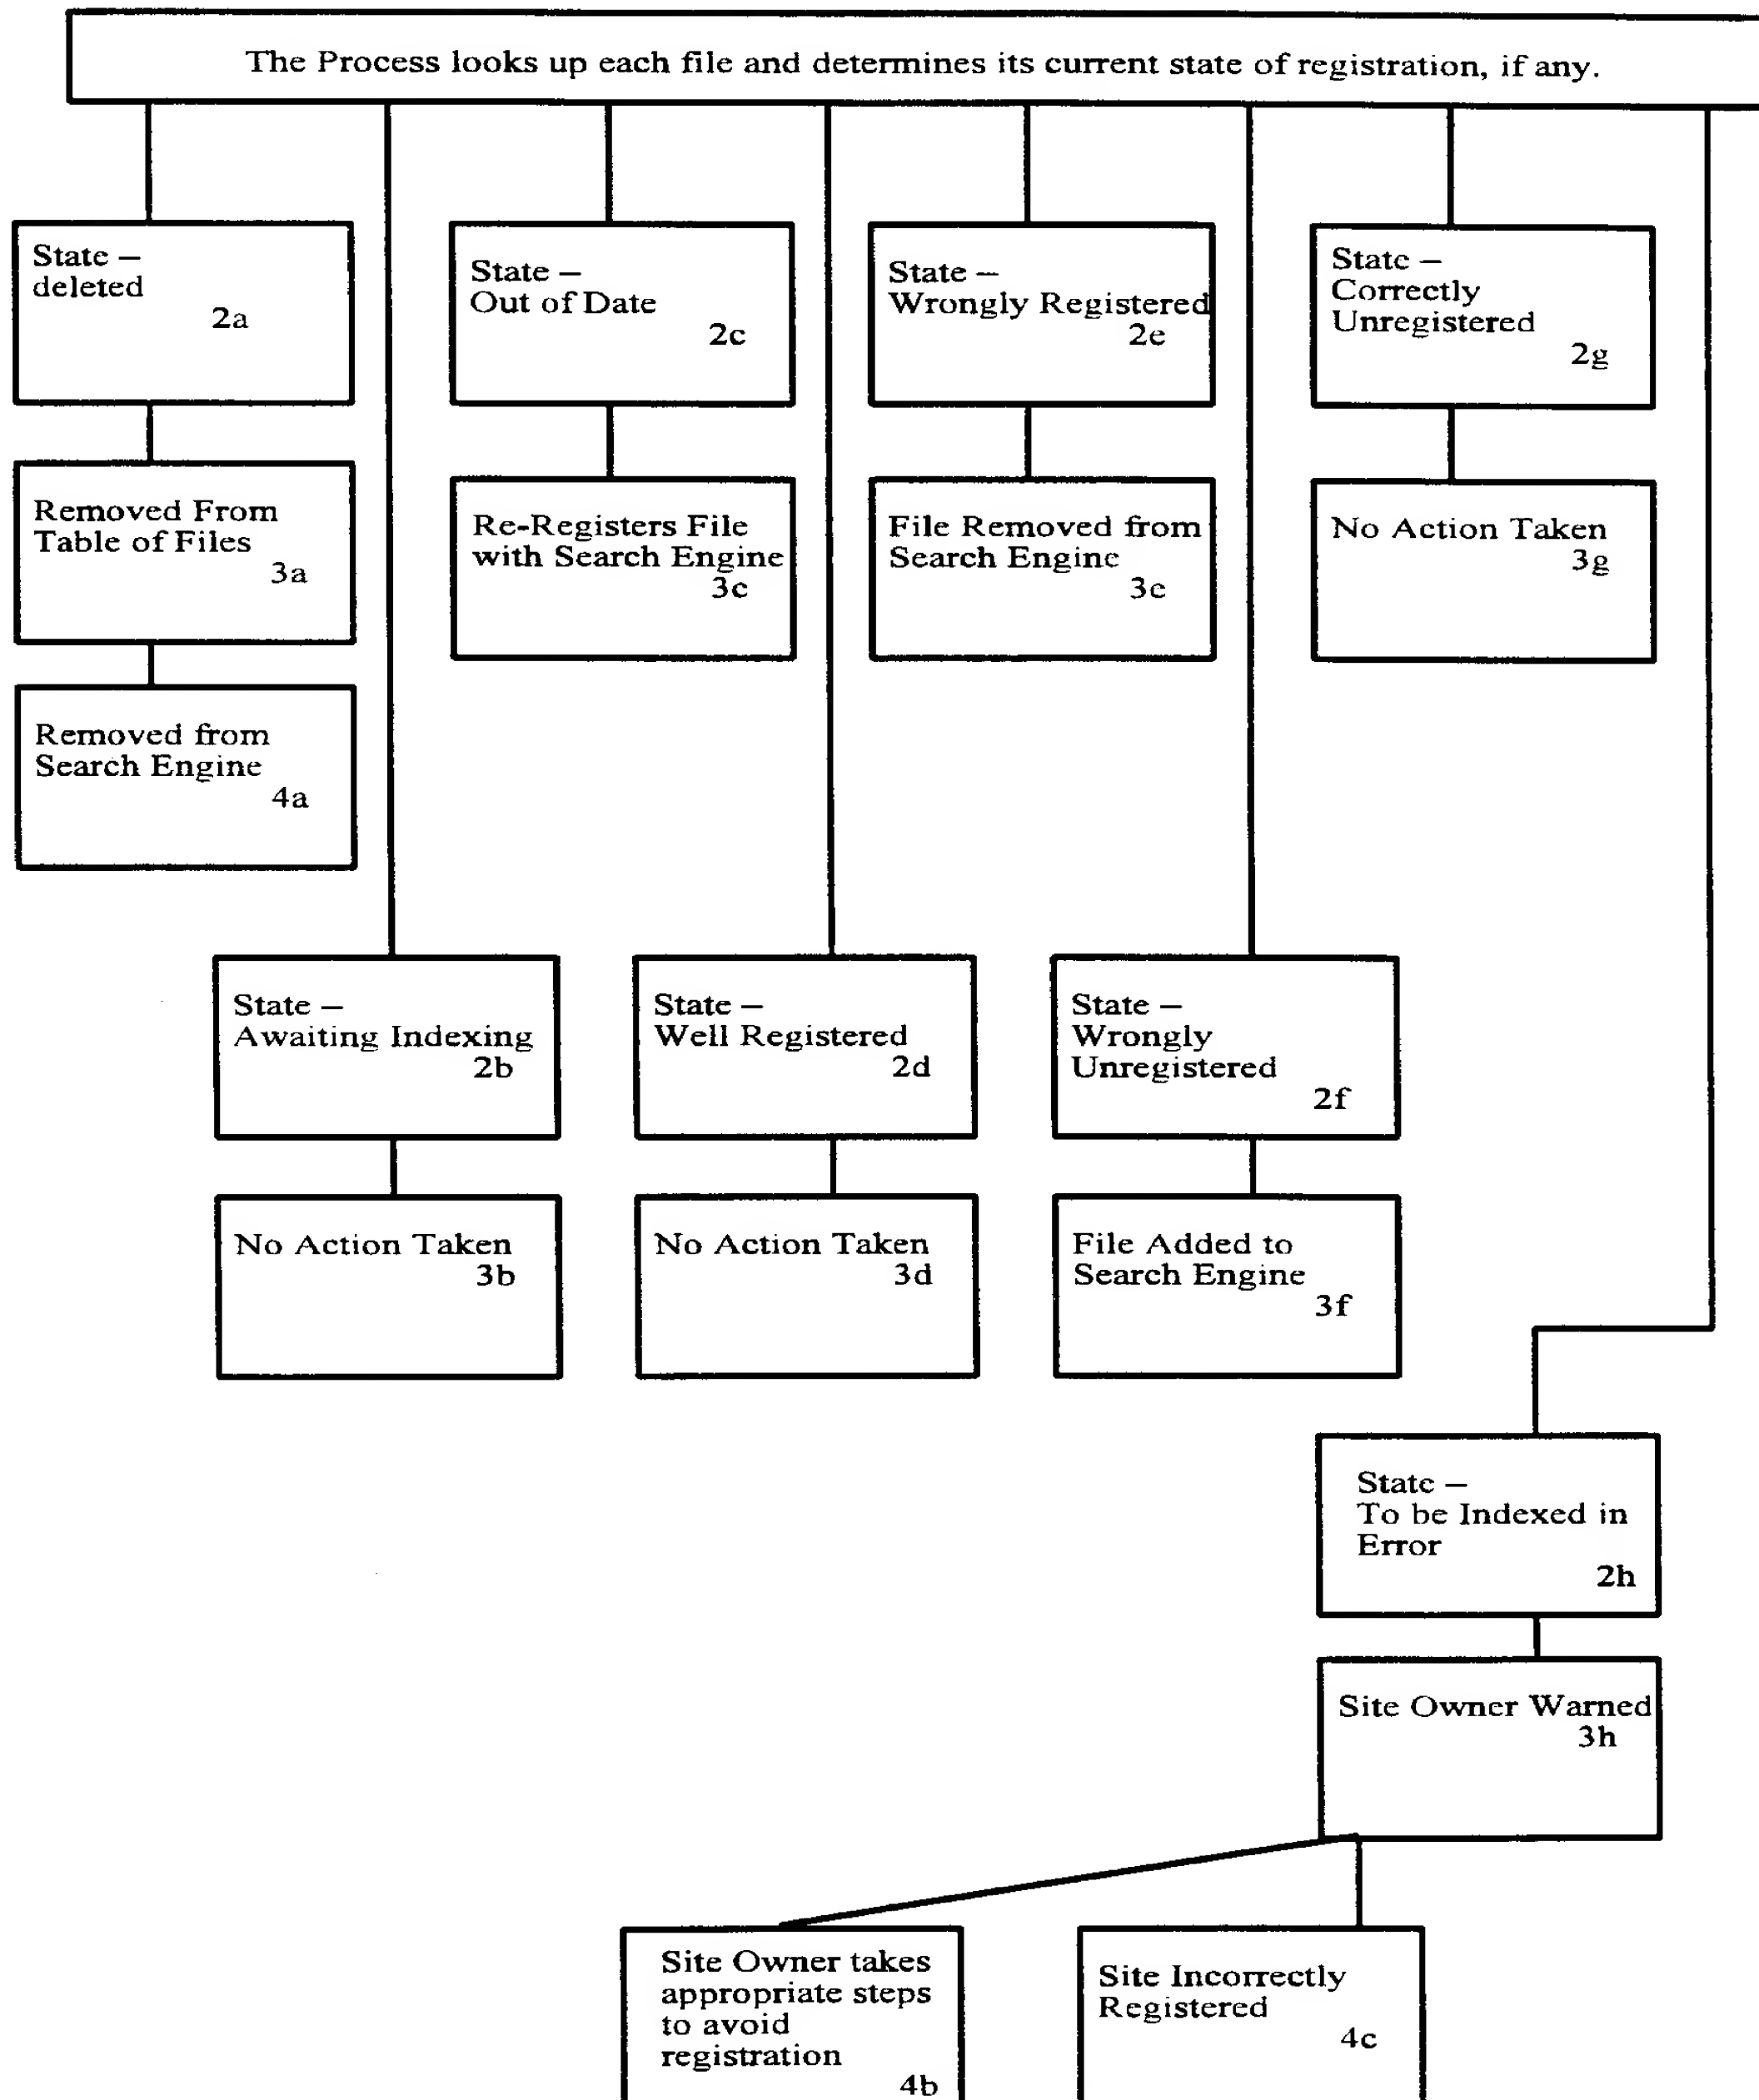 The Process looks up each file and determines its current state of registration, if any.
State –
deleted
2a
State –
Out of Date
2c
State –
Wrongly Registered
2e
State –
Correctly
Unregistered
2g
Removed From
Table of Files
3a
Re-Registers File
with Search Engine
3c
File Removed from
Search Engine
3e
No Action Taken
3g
Removed from
Search Engine
4a
State –
Awaiting Indexing
2b
State –
Well Registered
2d
State –
Wrongly
Unregistered
2f
No Action Taken
3b
No Action Taken
3d
File Added to
Search Engine
3f
State –
To be Indexed in
Error
2h
Site Owner Warned
3h
Site Owner takes
appropriate steps
to avoid
registration
4b
Site Incorrectly
Registered
4c